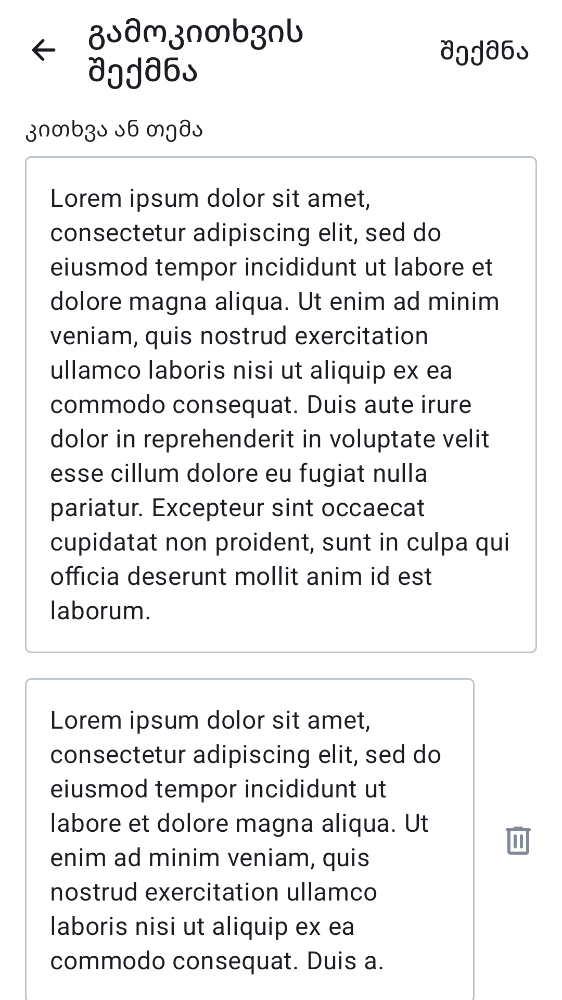 გამოკითხვის
შექმნა
შექმნა
კითხვა ან თემა
Lorem ipsum dolor sit amet,
consectetur adipiscing elit, sed do
eiusmod tempor incididunt ut labore et
dolore magna aliqua. Ut enim ad minim
veniam, quis nostrud exercitation
ullamco laboris nisi ut aliquip ex ea
commodo consequat. Duis aute irure
dolor in reprehenderit in voluptate velit
esse cillum dolore eu fugiat nulla
pariatur. Excepteur sint occaecat
cupidatat non proident, sunt in culpa qui
officia deserunt mollit anim id est
laborum.
Lorem ipsum dolor sit amet,
consectetur adipiscing elit, sed do
eiusmod tempor incididunt ut
labore et dolore magna aliqua. Ut
enim ad minim veniam, quis
nostrud exercitation ullamco
laboris nisi ut aliquip ex ea
commodo consequat. Duis a.